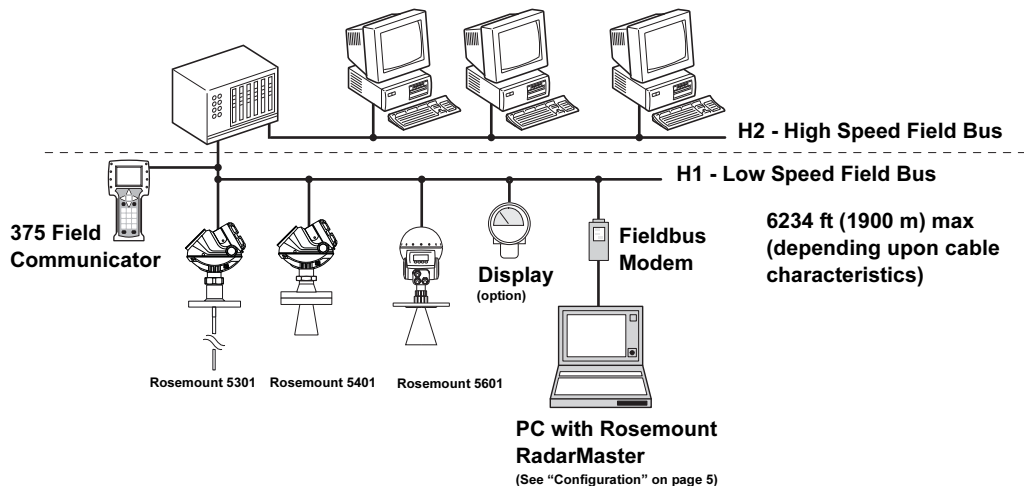 H2 - High Speed Field Bus
H1 - Low Speed Field Bus
6234 ft (1900 m) max
(depending upon cable
characteristics)
375 Field
Communicator
Fieldbus
Modem
Display
(option)
Rosemount 5301
Rosemount 5401
Rosemount 5601
PC with Rosemount
RadarMaster
(See “Configuration” on page 5)